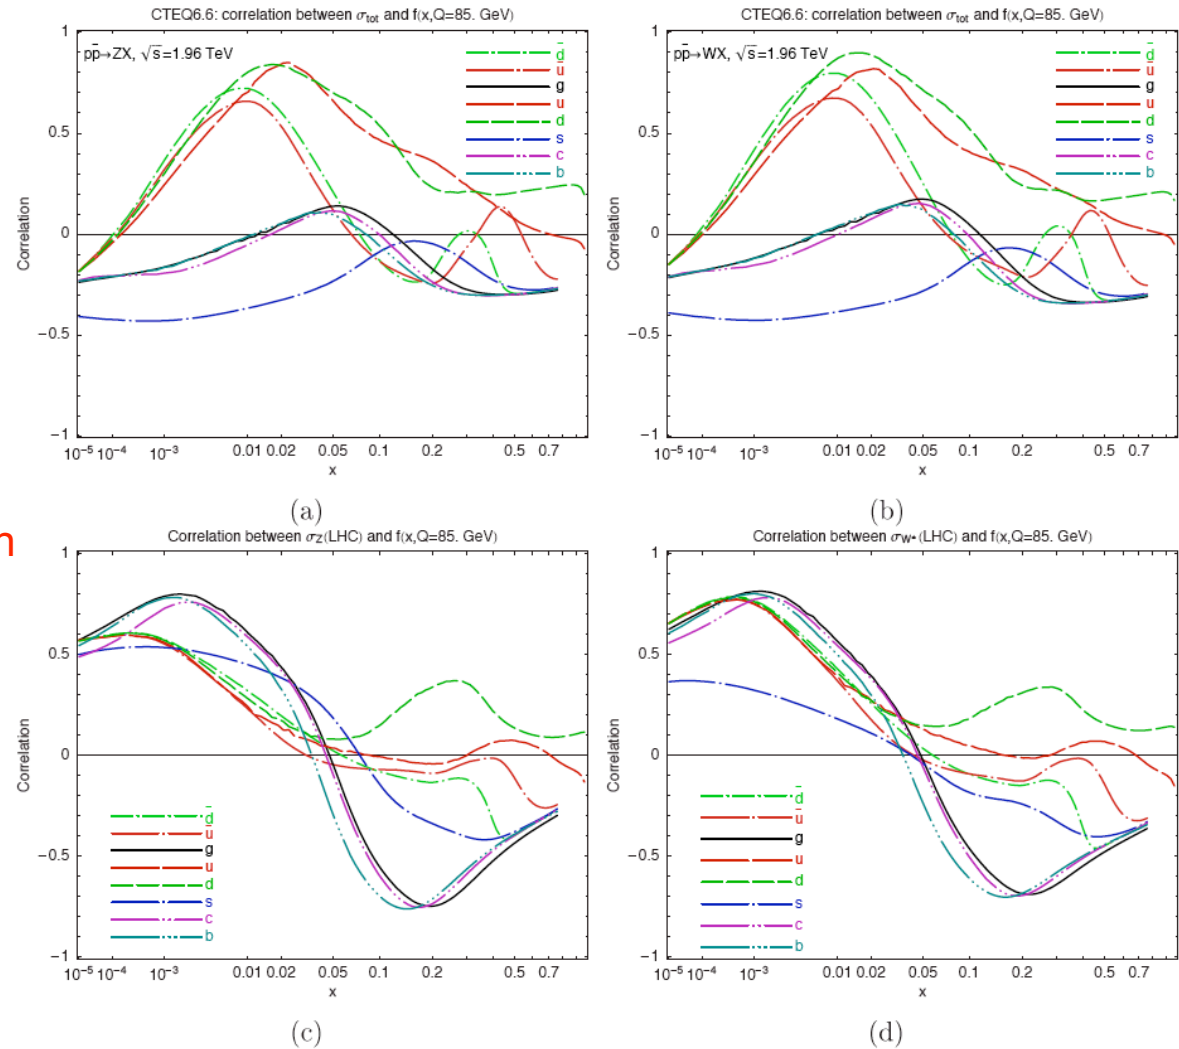 CTEQ6.6: correlation between σtot and f(x,Q=85. GeV)
pp̄→ZX, √s=1.96 TeV
d̄
ū
g
u
d
s
c
b
Correlation
1
0.5
0
−0.5
−1
10⁻⁵ 10⁻⁴ 10⁻³ 0.01 0.02 0.05 0.1 0.2 0.5 0.7
x
(a)
CTEQ6.6: correlation between σtot and f(x,Q=85. GeV)
pp̄→WX, √s=1.96 TeV
d̄
ū
g
u
d
s
c
b
Correlation
1
0.5
0
−0.5
−1
10⁻⁵ 10⁻⁴ 10⁻³ 0.01 0.02 0.05 0.1 0.2 0.5 0.7
x
(b)
n
Correlation between σZ(LHC) and f(x,Q=85. GeV)
Correlation
1
0.5
0
−0.5
−1
d̄
ū
g
u
d
s
c
b
10⁻⁵ 10⁻⁴ 10⁻³ 0.01 0.02 0.05 0.1 0.2 0.5 0.7
x
(c)
Correlation between σW+(LHC) and f(x,Q=85. GeV)
Correlation
1
0.5
0
−0.5
−1
d̄
ū
g
u
d
s
c
b
10⁻⁵ 10⁻⁴ 10⁻³ 0.01 0.02 0.05 0.1 0.2 0.5 0.7
x
(d)